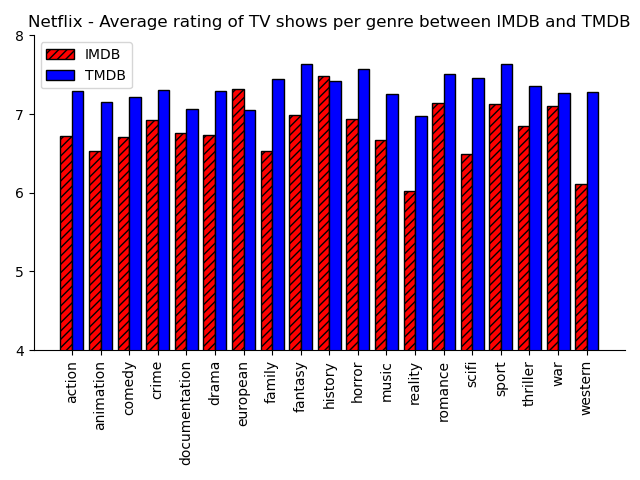 Netflix - Average rating of TV shows per genre between IMDB and TMDB
IMDB
TMDB
8
7
6
5
4
action
animation
comedy
crime
documentation
drama
european
family
fantasy
history
horror
music
reality
romance
scifi
sport
thriller
war
western